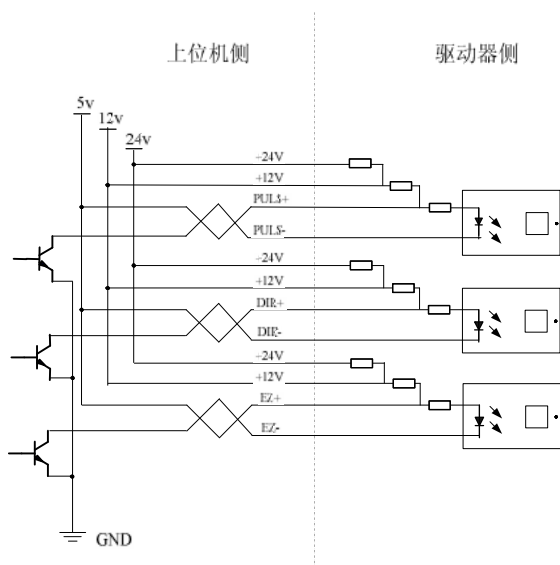 上位机侧
驱动器侧
5v
12v
24v
+24V
+12V
PULS+
PULS-
+24V
+12V
DIR+
DIR-
+24V
+12V
EZ+
EZ-
GND